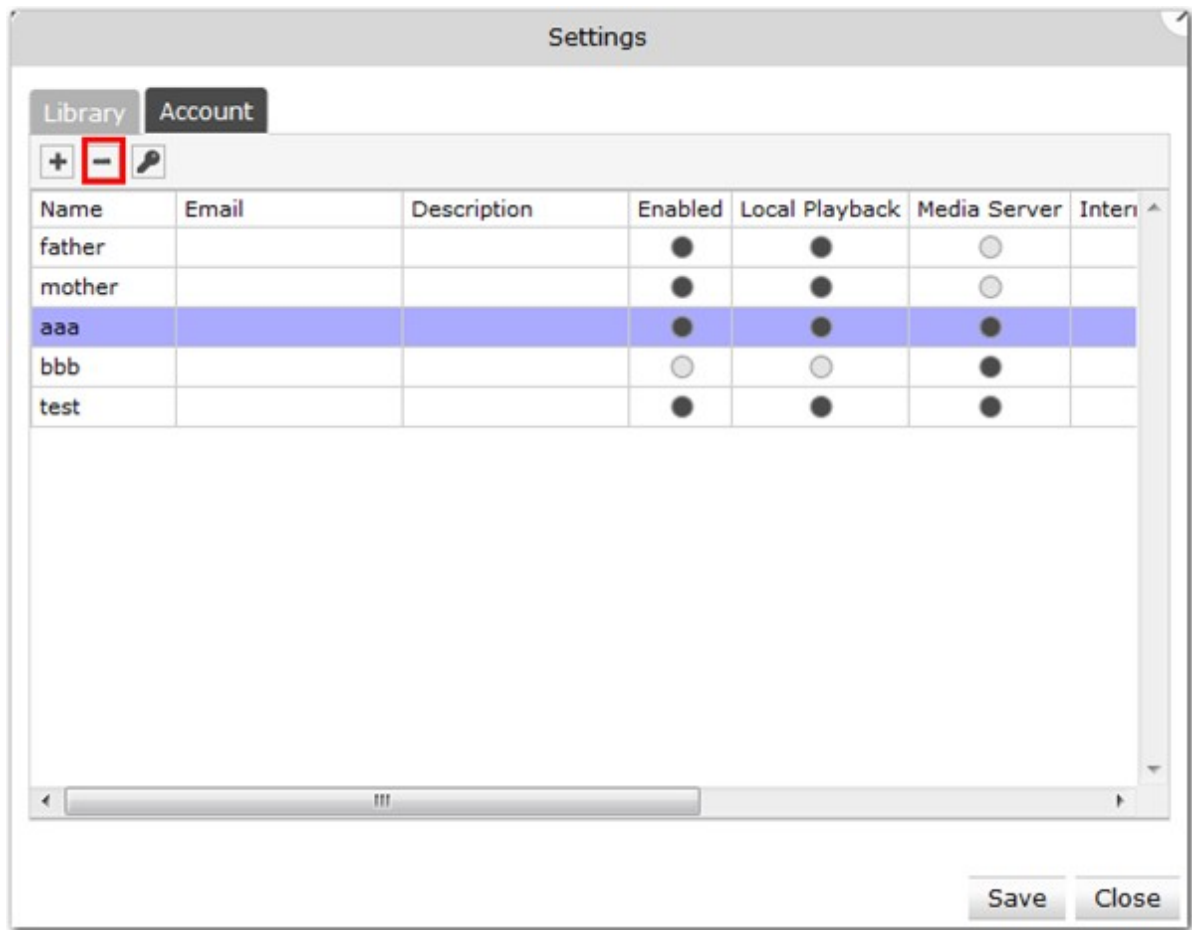 Settings
Library Account
Name Email Description Enabled Local Playback Media Server
father
mother
aaa
bbb
test
Save Close